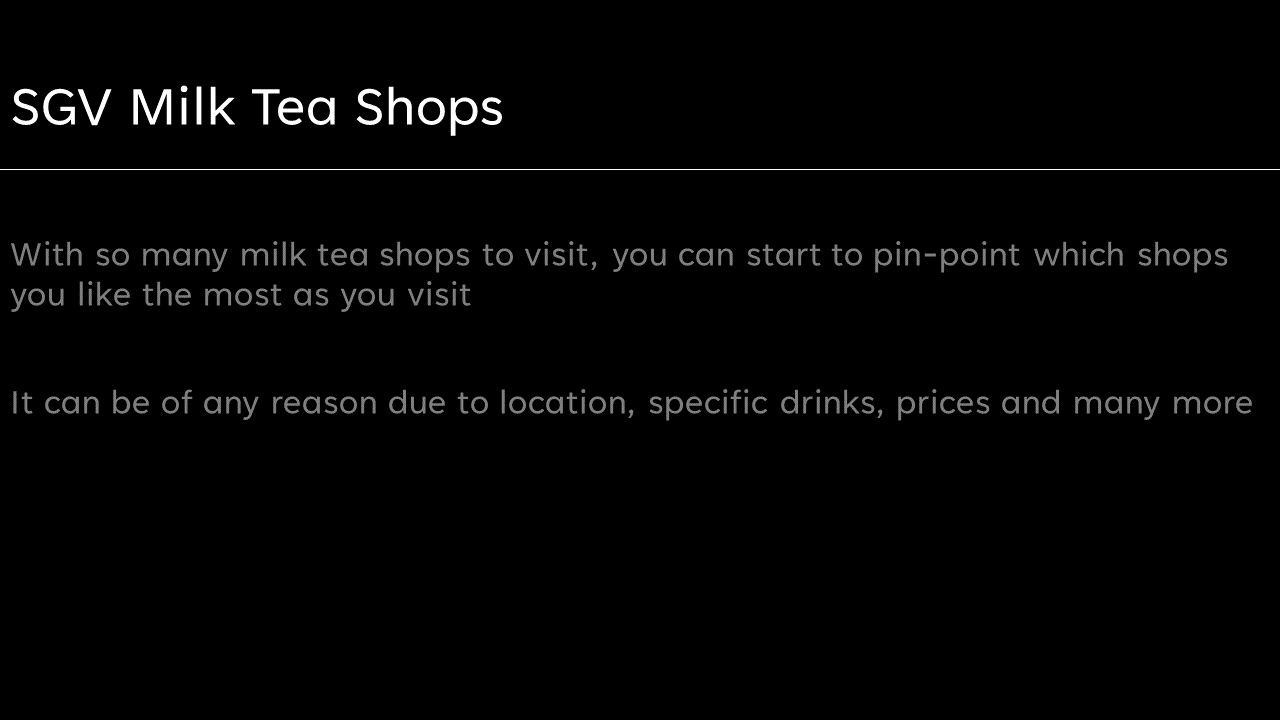 SGV Milk Tea Shops
With so many milk tea shops to visit, you can start to pin-point which shops
you like the most as you visit
It can be of any reason due to location, specific drinks, prices and many more